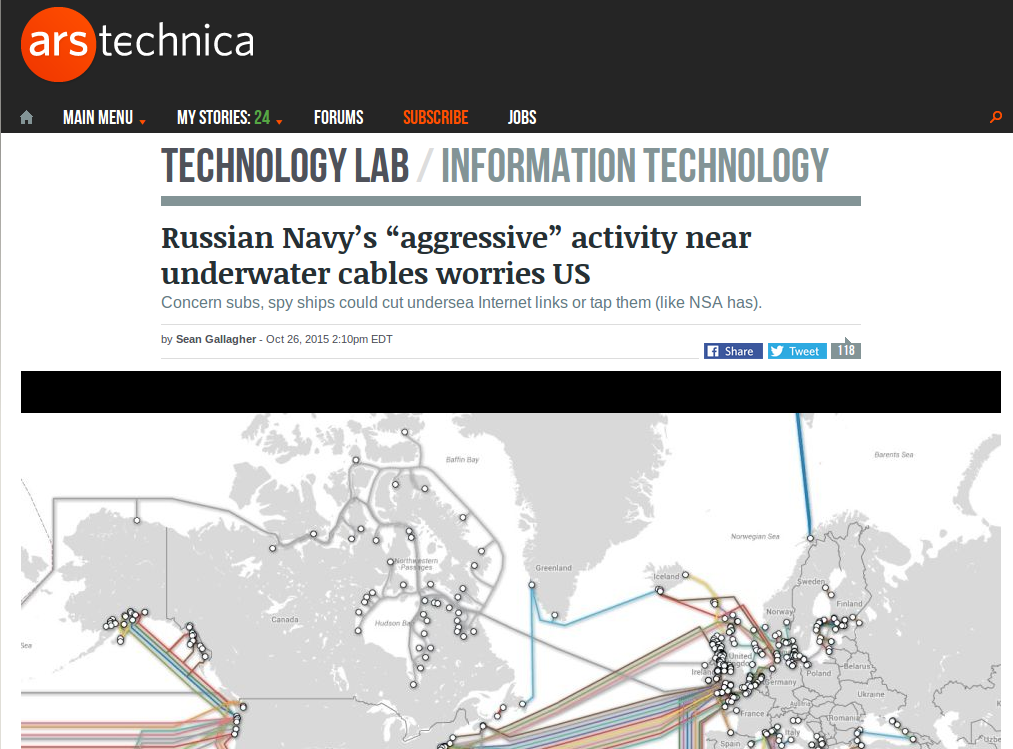 ars technica
MAIN MENU MY STORIES: 24 FORUMS SUBSCRIBE JOBS
TECHNOLOGY LAB / INFORMATION TECHNOLOGY
Russian Navy’s “aggressive” activity near
underwater cables worries US
Concern subs, spy ships could cut undersea Internet links or tap them (like NSA has).
by Sean Gallagher - Oct 26, 2015 2:10pm EDT
Share Tweet 118
Baffin Bay
Barents Sea
Norwegian Sea
Northwestern
Passages
Greenland
Iceland
Sweden
Finland
Norway
Canada
Hudson Bay
Sea
United
Ireland
Belarus
Poland
Germany
Ukraine
Austria
France
Romania
Italy
Spain